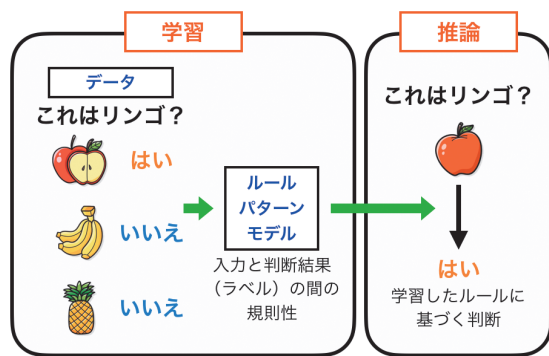 学習
データ
これはリンゴ？
はい
いいえ
いいえ
ルール
パターン
モデル
入力と判断結果
（ラベル）の間の
規則性
推論
これはリンゴ？
はい
学習したルールに
基づく判断